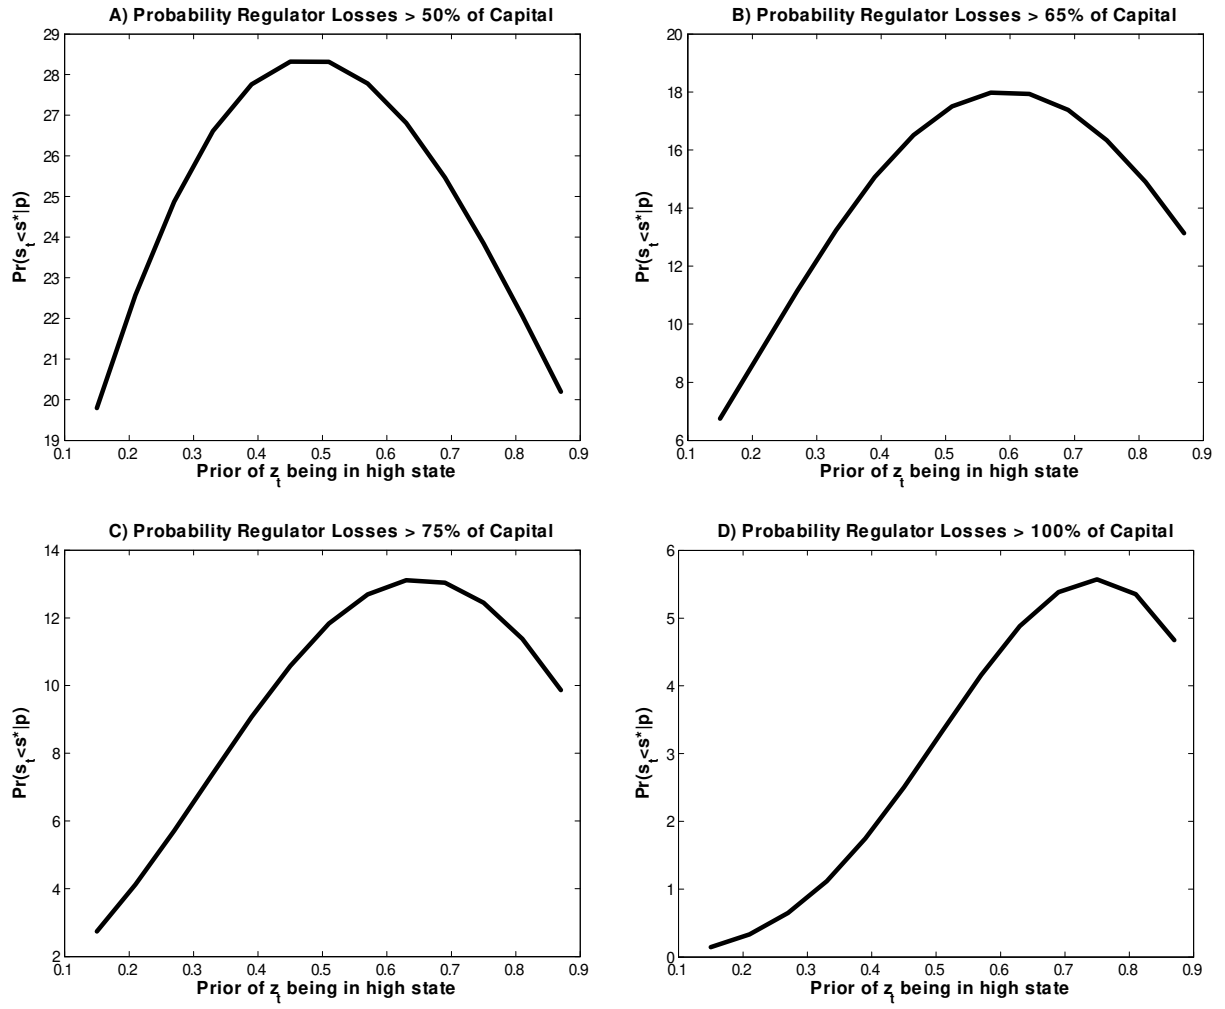 A) Probability Regulator Losses > 50% of Capital
29
28
27
26
25
24
23
22
21
20
19
Pr(s_t<s*|p)
0.1 0.2 0.3 0.4 0.5 0.6 0.7 0.8 0.9
Prior of z_t being in high state
B) Probability Regulator Losses > 65% of Capital
20
18
16
14
12
10
8
6
Pr(s_t<s*|p)
0.1 0.2 0.3 0.4 0.5 0.6 0.7 0.8 0.9
Prior of z_t being in high state
C) Probability Regulator Losses > 75% of Capital
14
12
10
8
6
4
2
Pr(s_t<s*|p)
0.1 0.2 0.3 0.4 0.5 0.6 0.7 0.8 0.9
Prior of z_t being in high state
D) Probability Regulator Losses > 100% of Capital
6
5
4
3
2
1
0
Pr(s_t<s*|p)
0.1 0.2 0.3 0.4 0.5 0.6 0.7 0.8 0.9
Prior of z_t being in high state